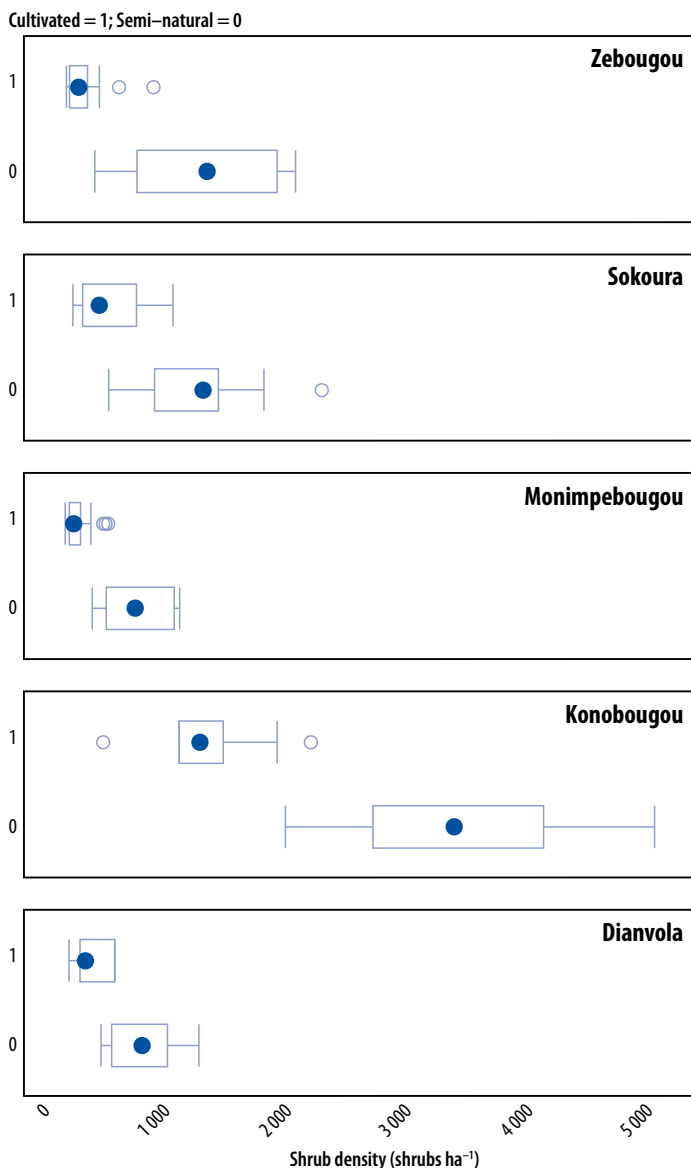 Cultivated = 1; Semi–natural = 0
Zebougou
1
0
Sokoura
1
0
Monimpebougou
1
0
Konobougou
1
0
Dianvola
1
0
0 1 000 2 000 3 000 4 000 5 000
Shrub density (shrubs ha⁻¹)